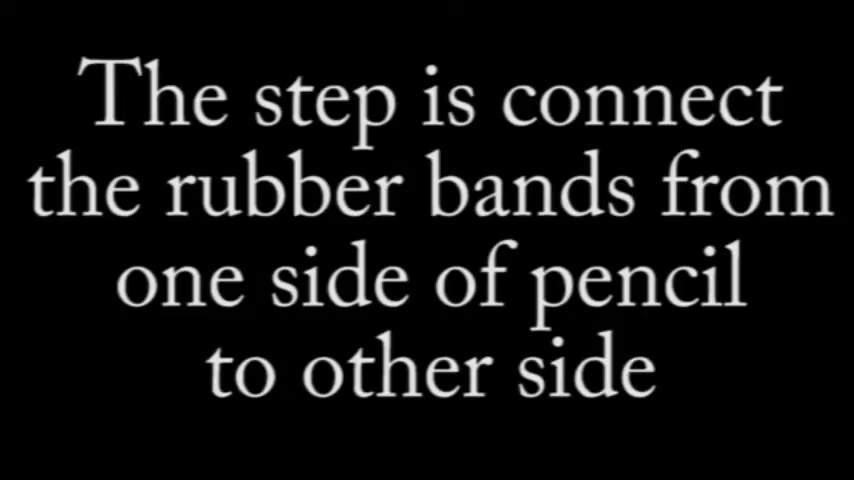 The step is connect
the rubber bands from
one side of pencil
to other side